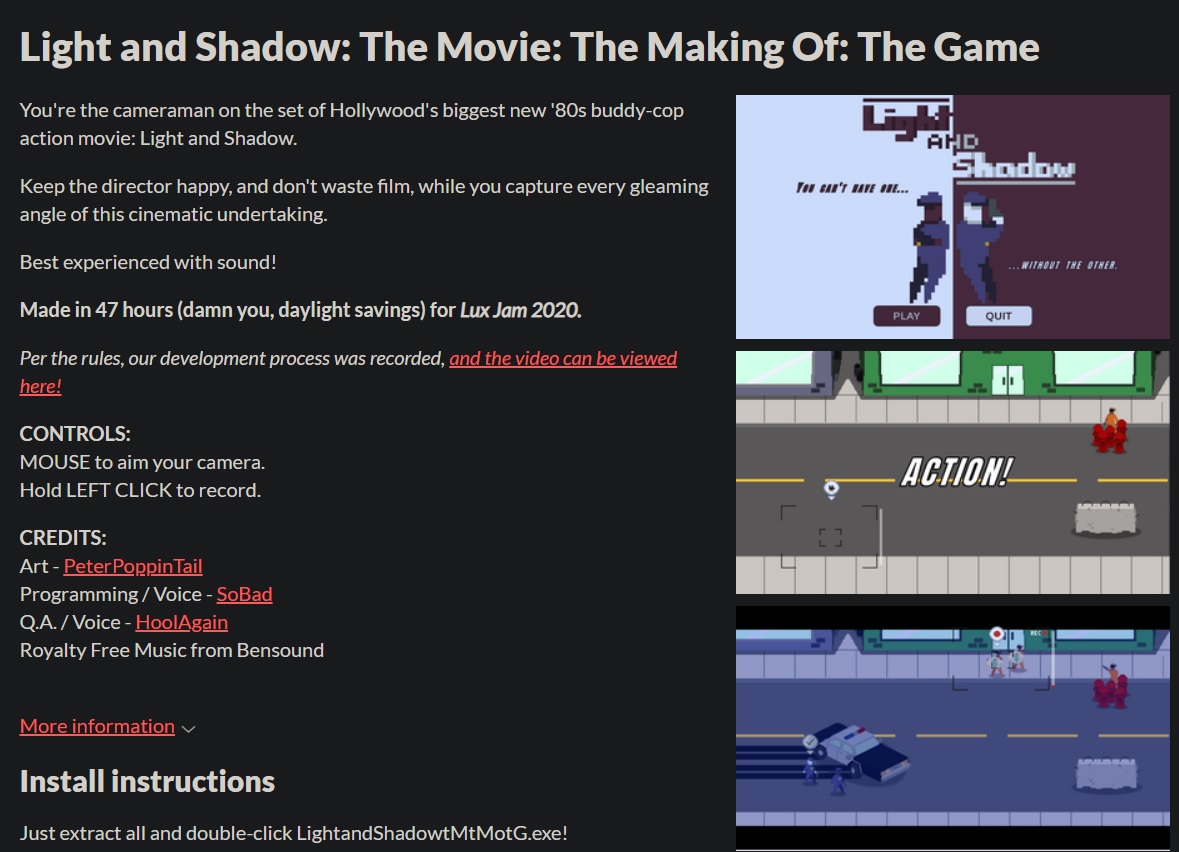 Light and Shadow: The Movie: The Making Of: The Game
You're the cameraman on the set of Hollywood's biggest new '80s buddy-cop
action movie: Light and Shadow.
Keep the director happy, and don't waste film, while you capture every gleaming
angle of this cinematic undertaking.
Best experienced with sound!
Made in 47 hours (damn you, daylight savings) for Lux Jam 2020.
Per the rules, our development process was recorded, and the video can be viewed
here!
CONTROLS:
MOUSE to aim your camera.
Hold LEFT CLICK to record.
CREDITS:
Art - PeterPoppinTail
Programming / Voice - SoBad
Q.A. / Voice - HoolAgain
Royalty Free Music from Bensound
More information
Install instructions
Just extract all and double-click LightandShadowtMtMotG.exe!
Light
AND
Shadow
YOU CAN'T HAVE ONE...
...WITHOUT THE OTHER.
PLAY
QUIT
ACTION!
REC